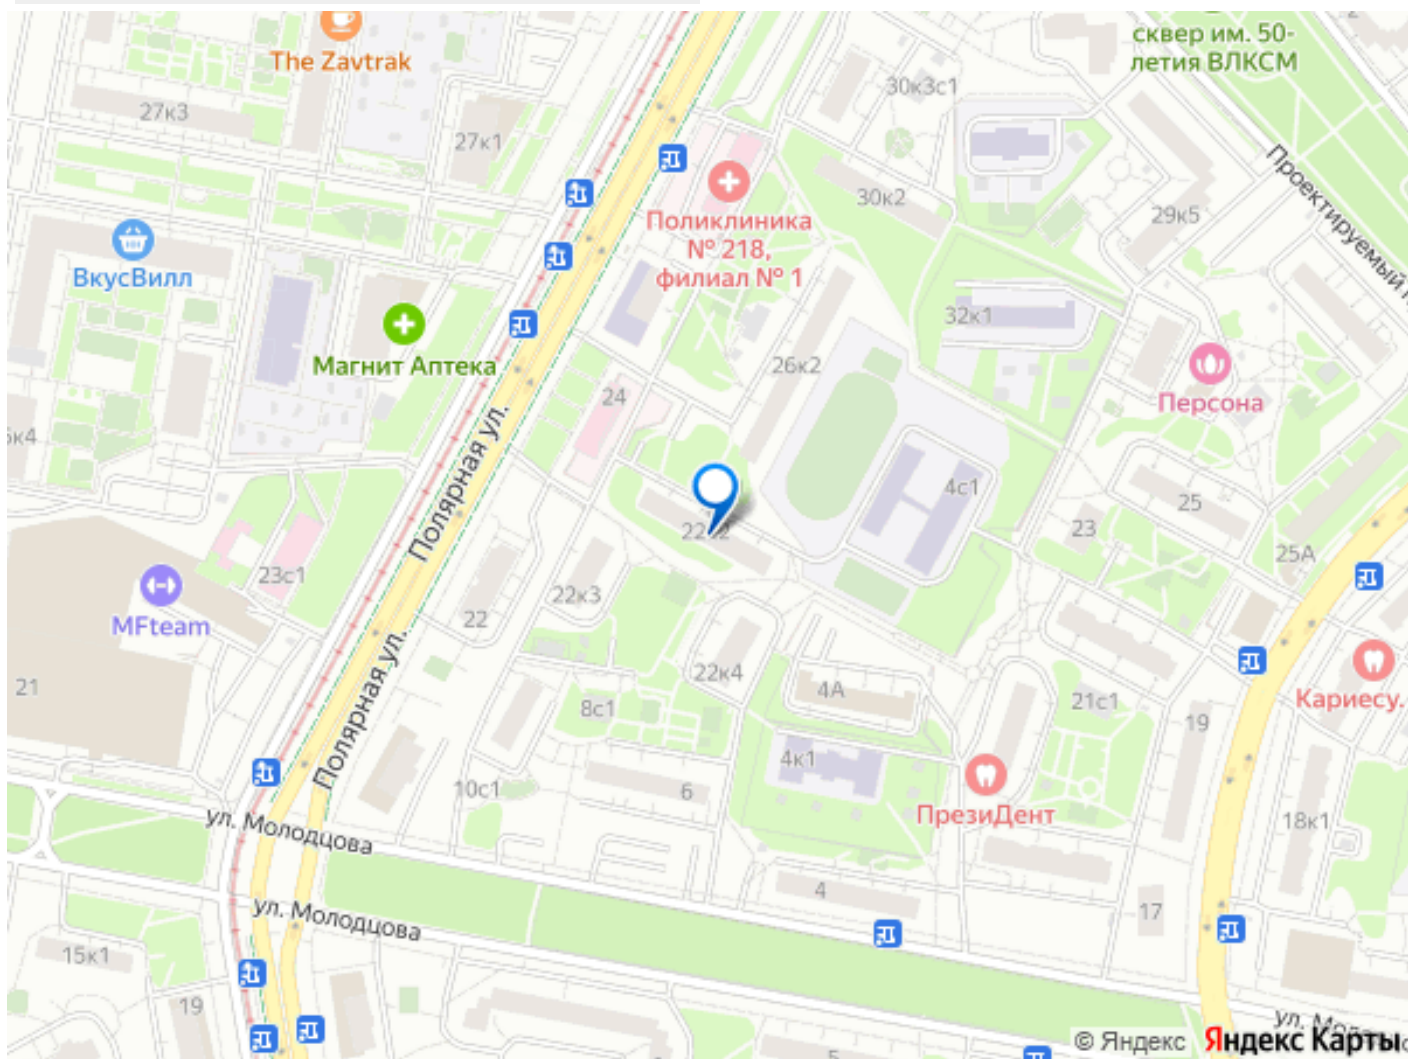 The Zavtrak
27к3
27к1
30к3с1
сквер им. 50-
летия ВЛКСМ
Проектируемый
30к2
29к5
Поликлиника
№ 218,
филиал № 1
ВкусВилл
Магнит Аптека
32к1
26к2
24
Персона
Полярная ул.
4с1
25
23
25А
23с1
22
22к3
MFteam
21
22к4
4А
8с1
21с1
19
Кариесу.
Полярная ул.
4к1
10с1
6
ПрезиДент
18к1
ул. Молодцова
4
17
ул. Молодцова
15к1
19
5
ул.
© Яндекс
Яндекс Карты